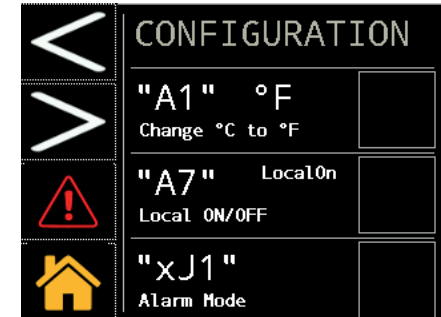 CONFIGURATION
"A1" °F
Change °C to °F
"A7" LocalOn
Local ON/OFF
"xJ1"
Alarm Mode